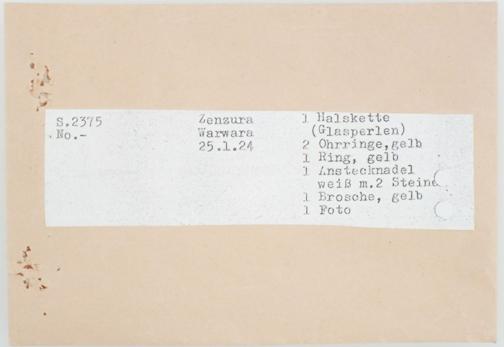 S.2375
No.-
Zenzura
Warwara
25.1.24
1 Halskette
(Glasperlen)
2 Ohrringe,gelb
1 Ring, gelb
1 Anstecknadel
weiß m.2 Steine
1 Brosche, gelb
1 Foto